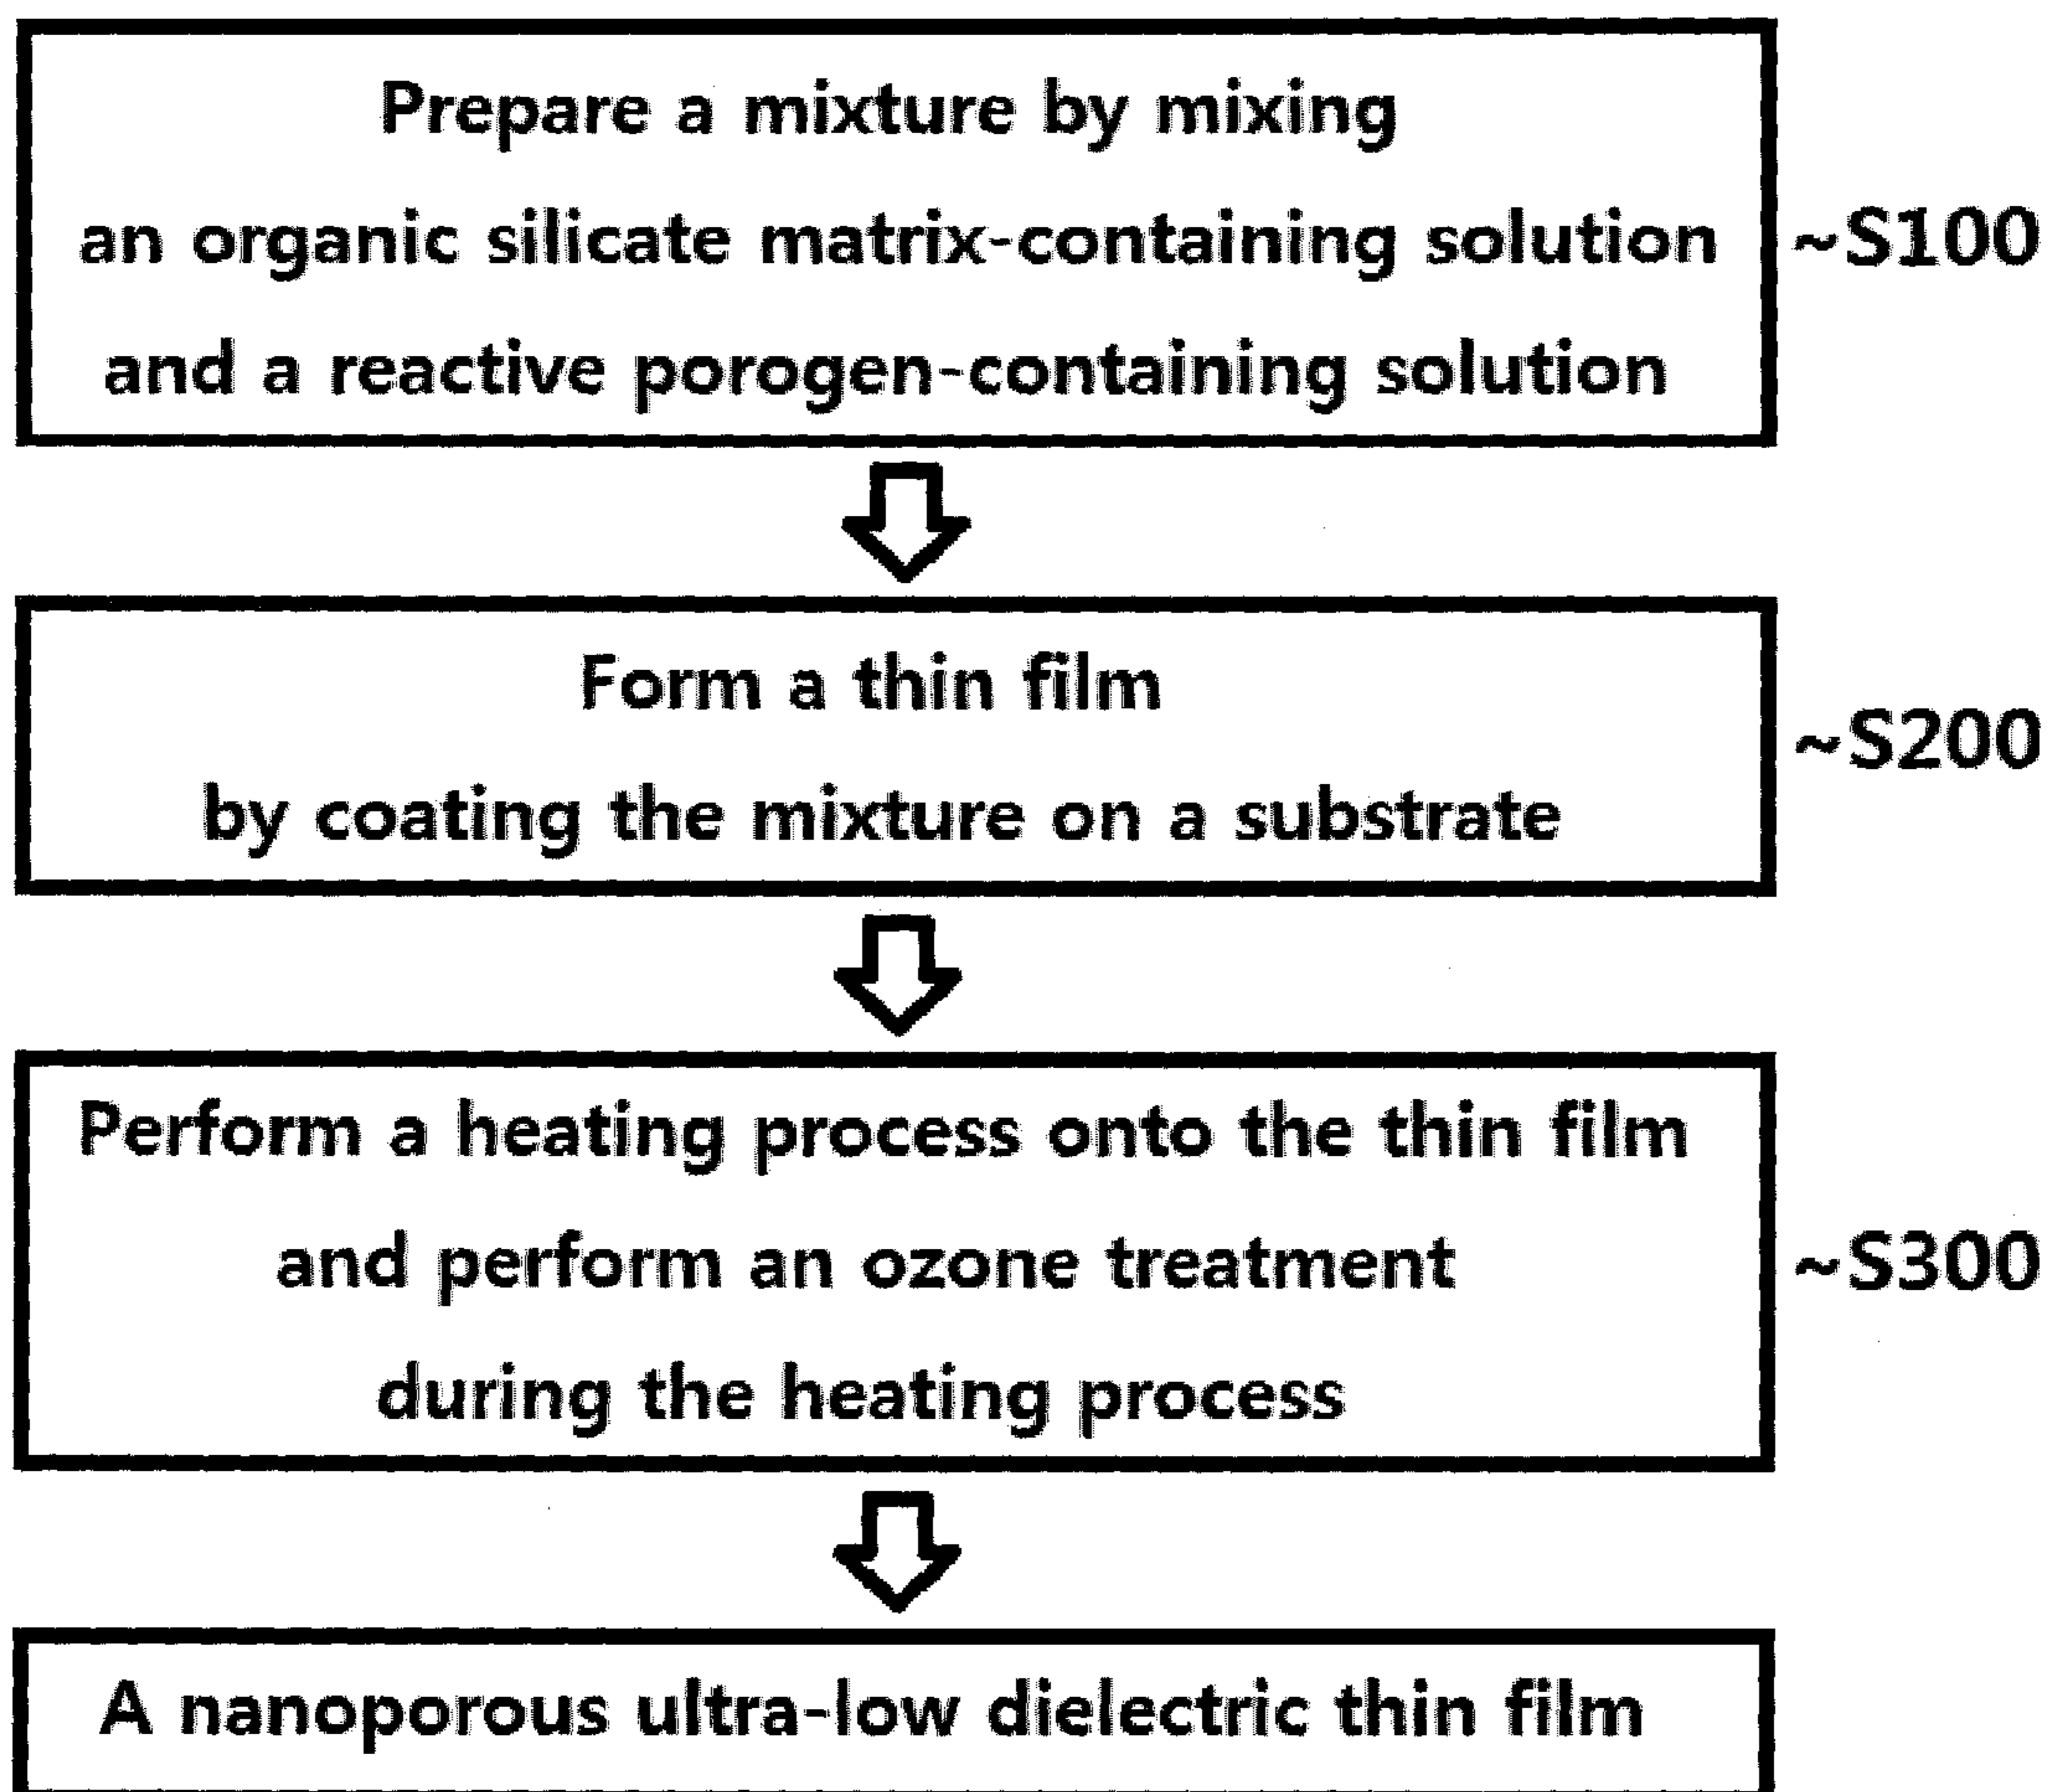 Prepare a mixture by mixing
an organic silicate matrix-containing solution
and a reactive porogen-containing solution
~S100
Form a thin film
by coating the mixture on a substrate
~S200
Perform a heating process onto the thin film
and perform an ozone treatment
during the heating process
~S300
A nanoporous ultra-low dielectric thin film